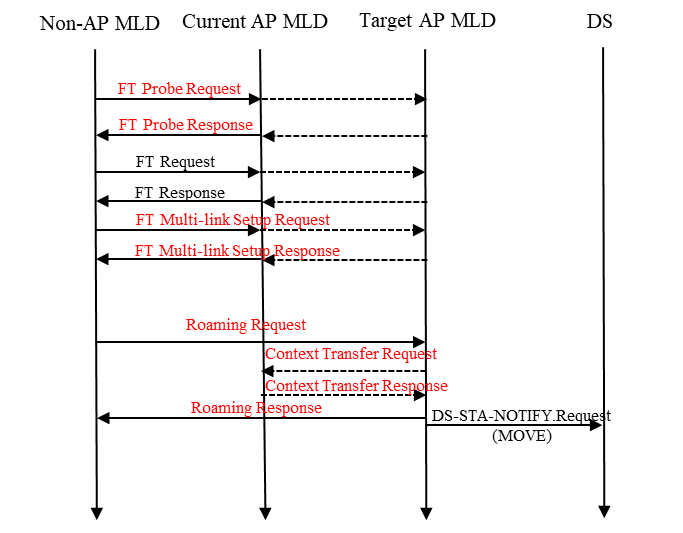 Non-AP MLD
Current AP MLD
Target AP MLD
DS
FT Probe Request
FT Probe Response
FT Request
FT Response
FT Multi-link Setup Request
FT Multi-link Setup Response
Roaming Request
Context Transfer Request
Context Transfer Response
Roaming Response
DS-STA-NOTIFY.Request
(MOVE)